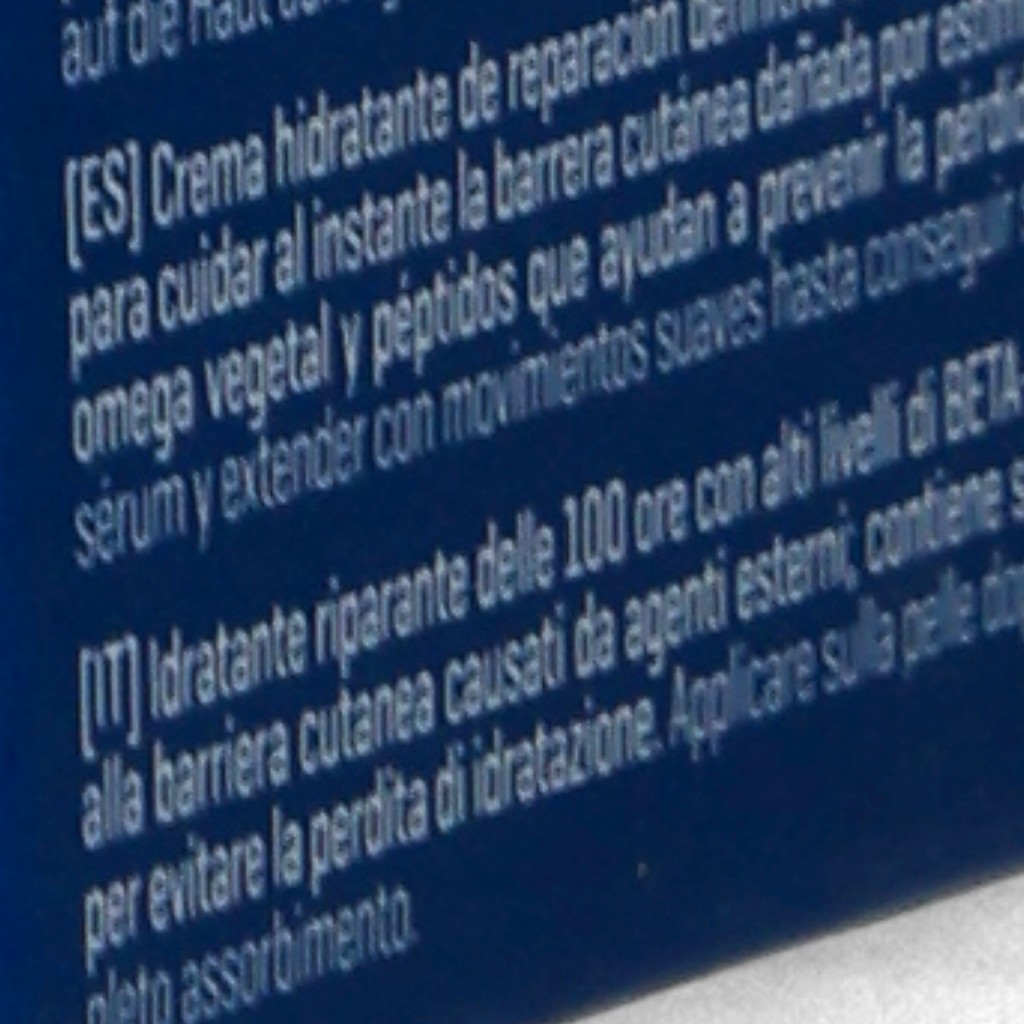 auf die Haut
[ES] Crema hidratante de reparación
para cuidar al instante la barrera cutánea dañada por
omega vegetal y péptidos que ayudan a prevenir la
sérum y extender con movimientos suaves hasta conseguir
[IT] Idratante riparante delle 100 ore con alti livelli di BETA-
alla barriera cutanea causati da agenti esterni; contiene
per evitare la perdita di idratazione. Applicare sulla pelle
pleto assorbimento.